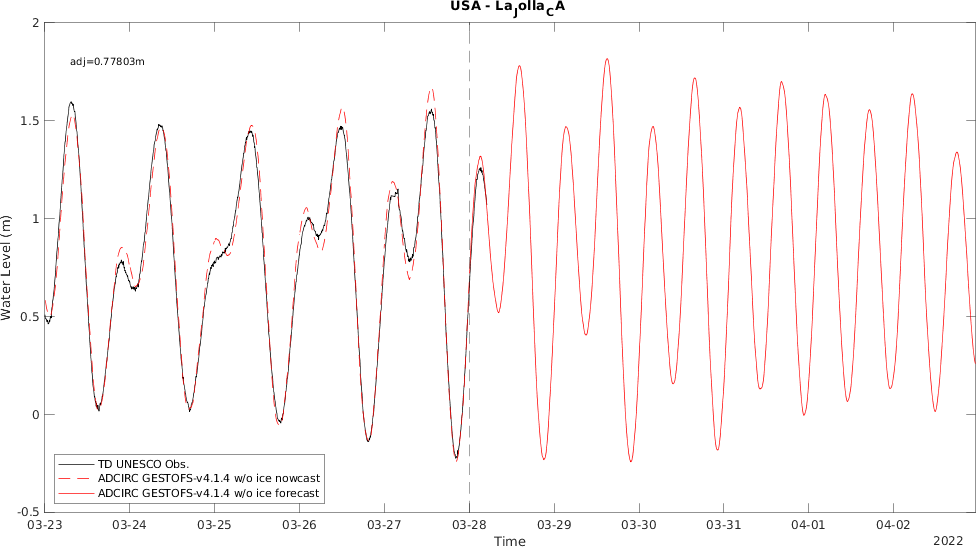 USA - LaJollaCA
adj=0.77803m
2
1.5
1
0.5
0
-0.5
Water Level (m)
TD UNESCO Obs.
ADCIRC GESTOFS-v4.1.4 w/o ice nowcast
ADCIRC GESTOFS-v4.1.4 w/o ice forecast
03-23 03-24 03-25 03-26 03-27 03-28 03-29 03-30 03-31 04-01 04-02
Time
2022